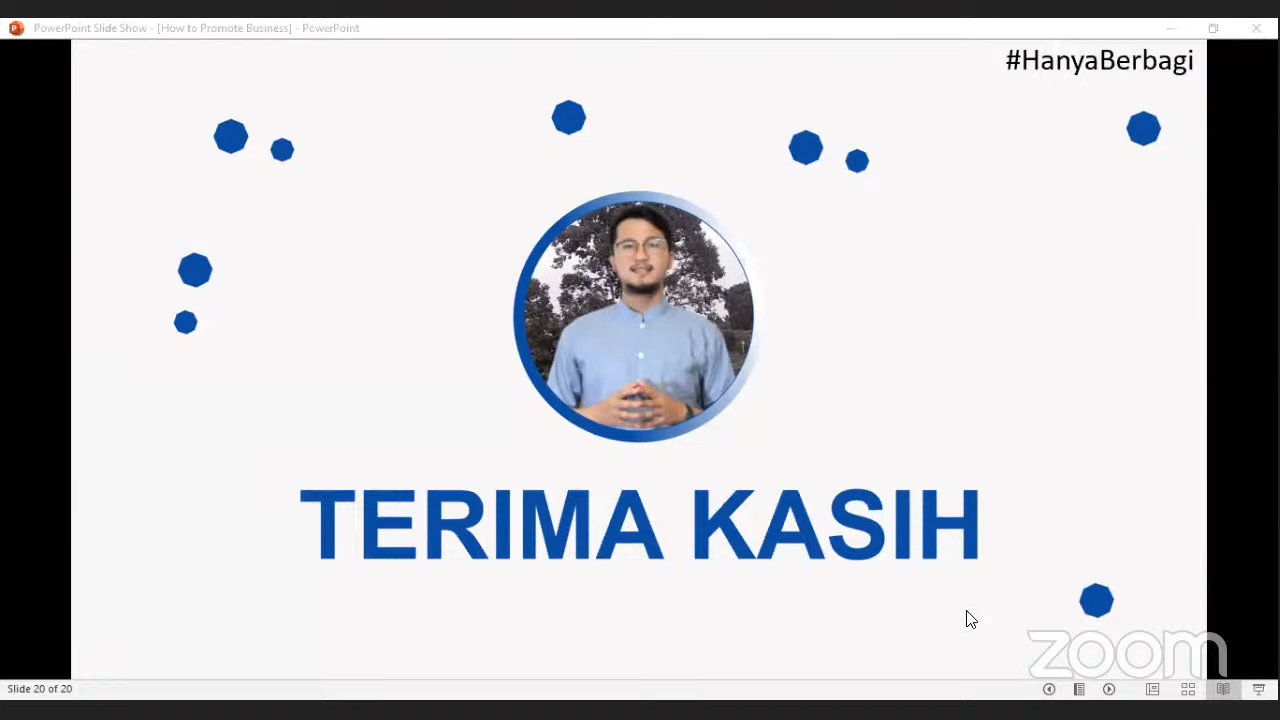 PowerPoint Slide Show - [How to Promote Business] - PowerPoint
#HanyaBerbagi
TERIMA KASIH
zoom
Slide 20 of 20